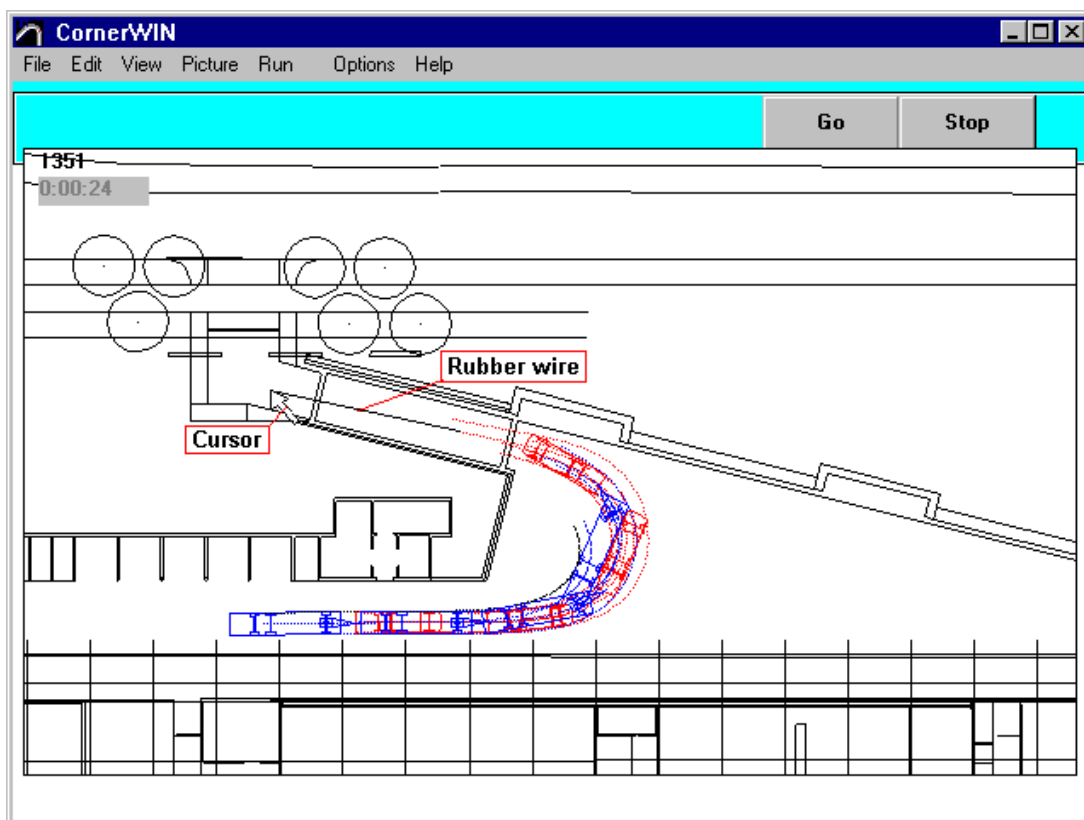 CornerWIN
File Edit View Picture Run Options Help
Go Stop
1351
0:00:24
Rubber wire
Cursor